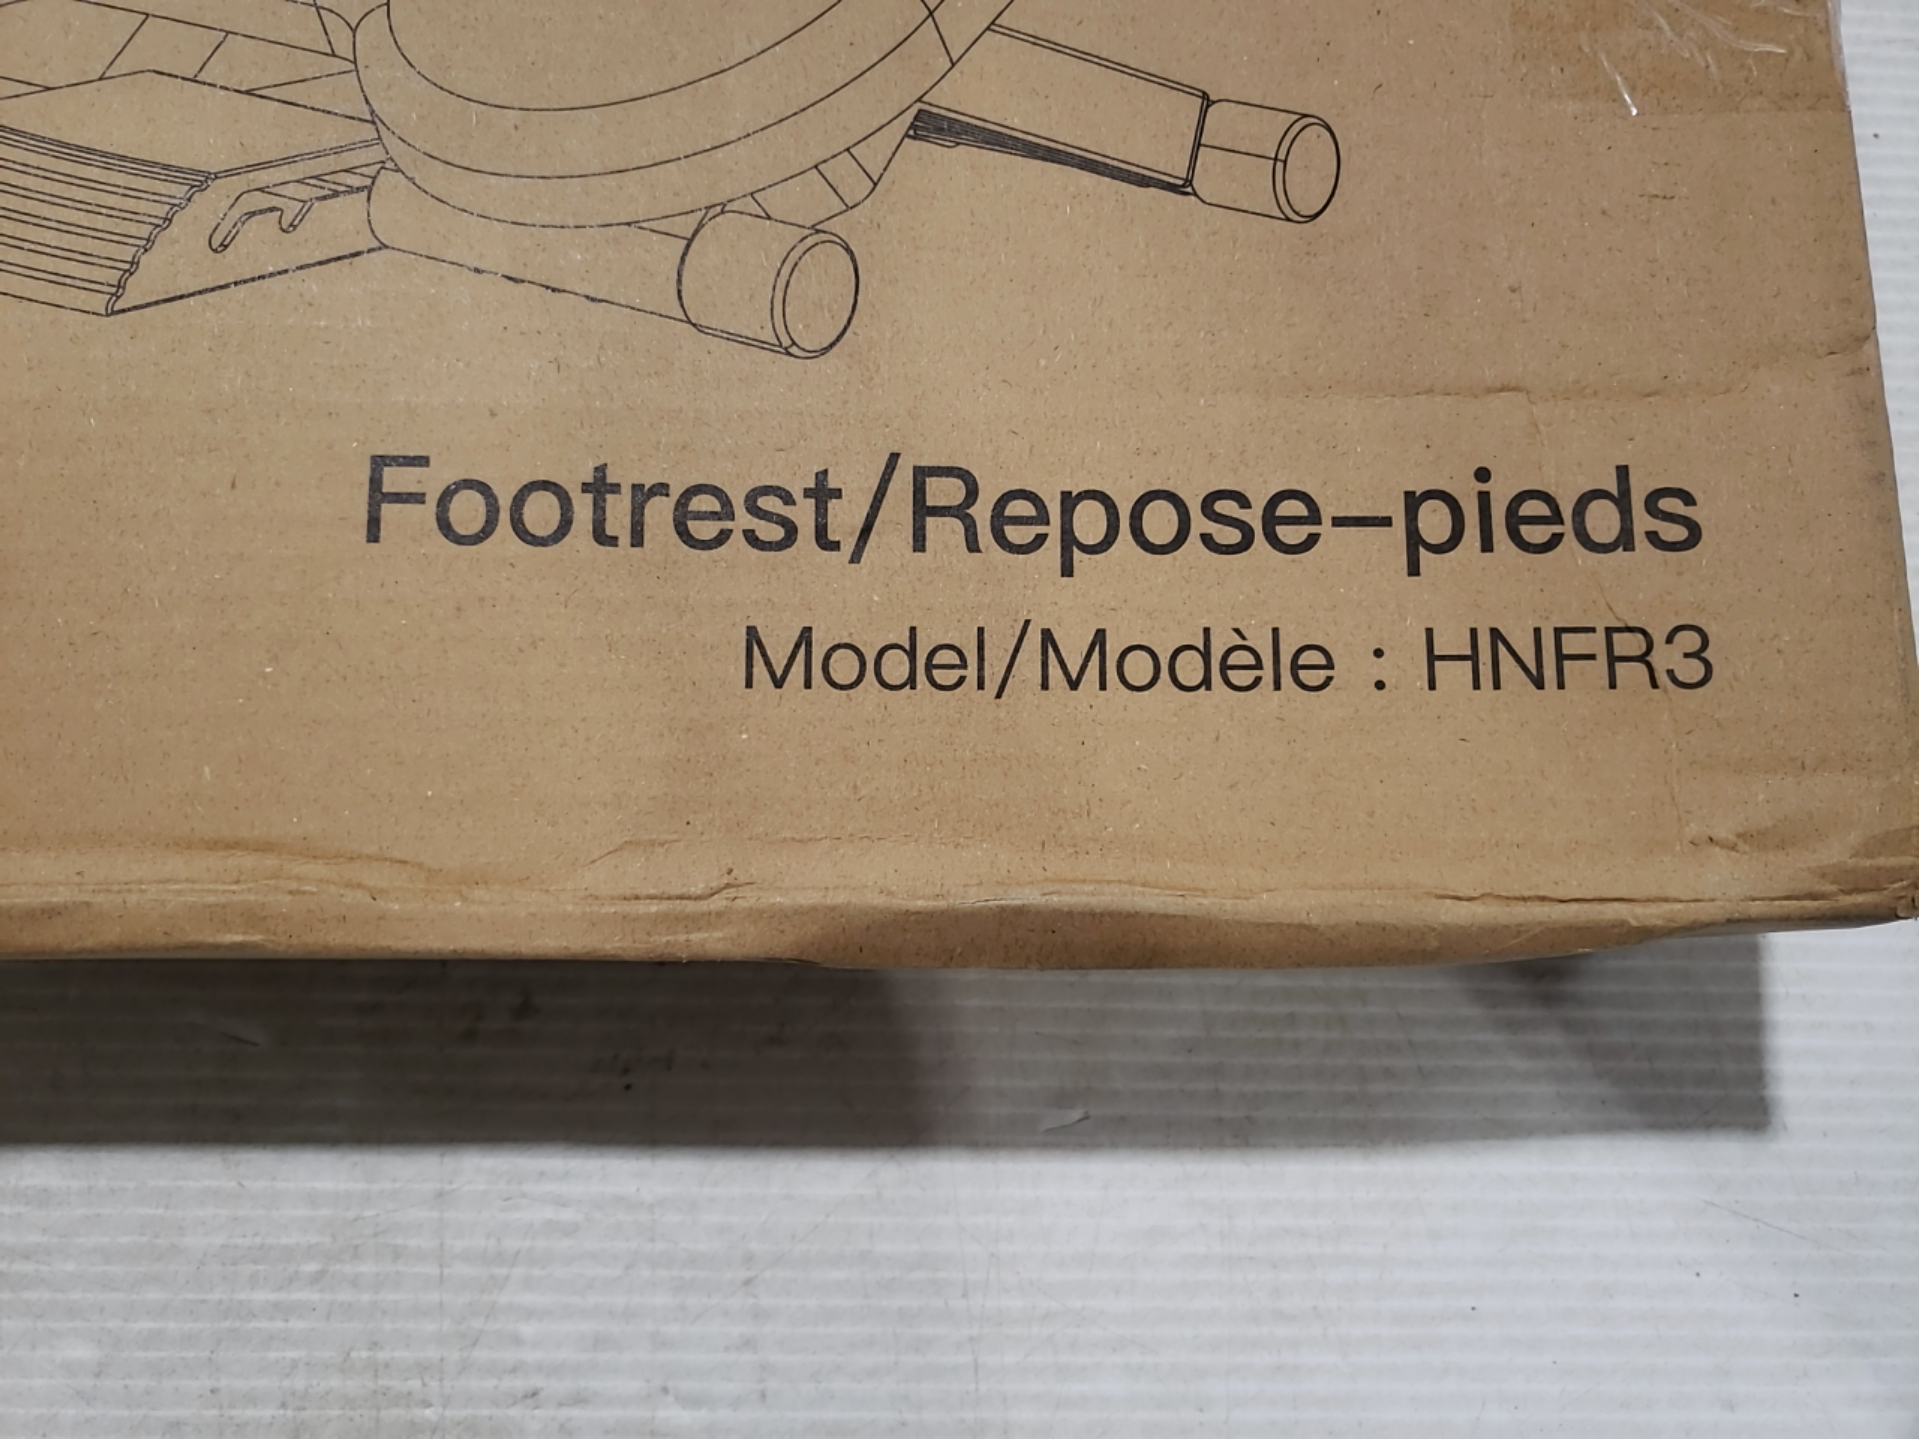 Footrest/Repose-pieds
Model/Modèle : HNFR3